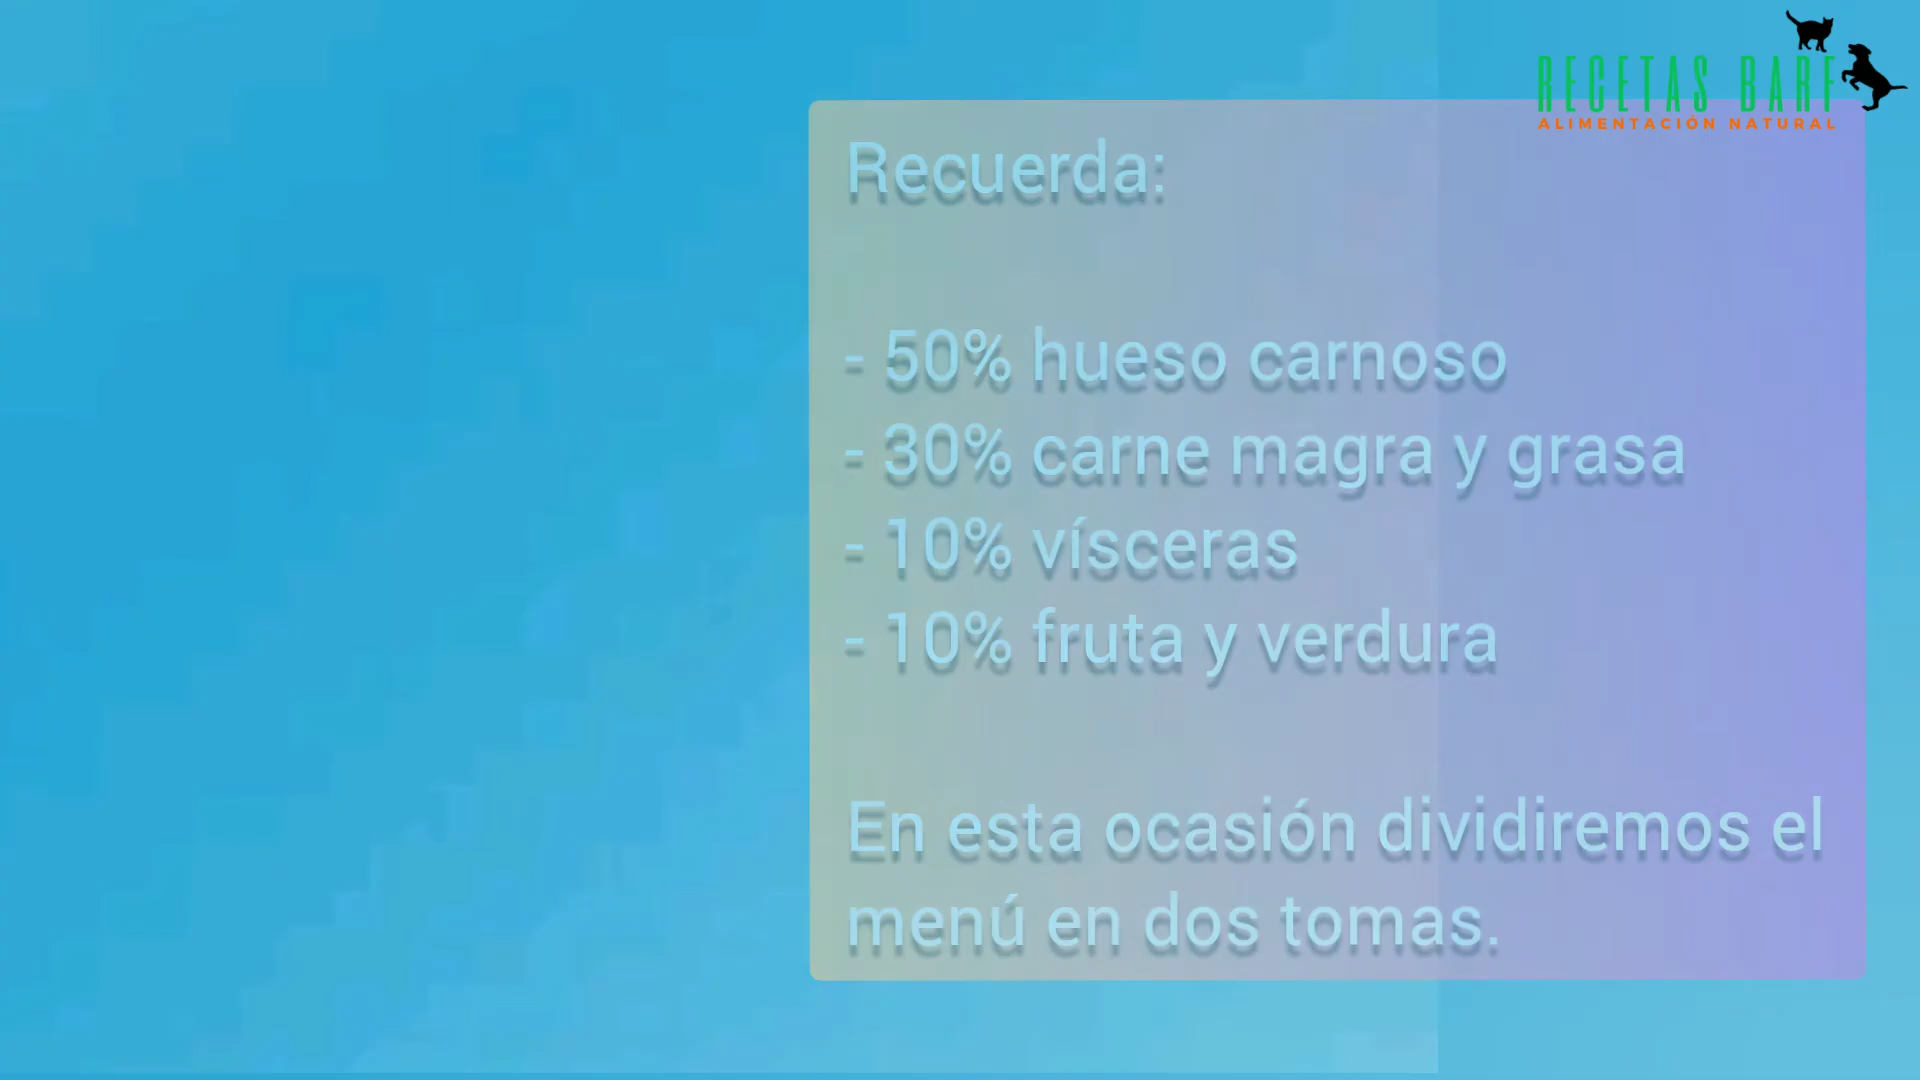 RECETAS BARF
ALIMENTACIÓN NATURAL
Recuerda:
- 50% hueso carnoso
- 30% carne magra y grasa
- 10% vísceras
- 10% fruta y verdura
En esta ocasión dividiremos el
menú en dos tomas.